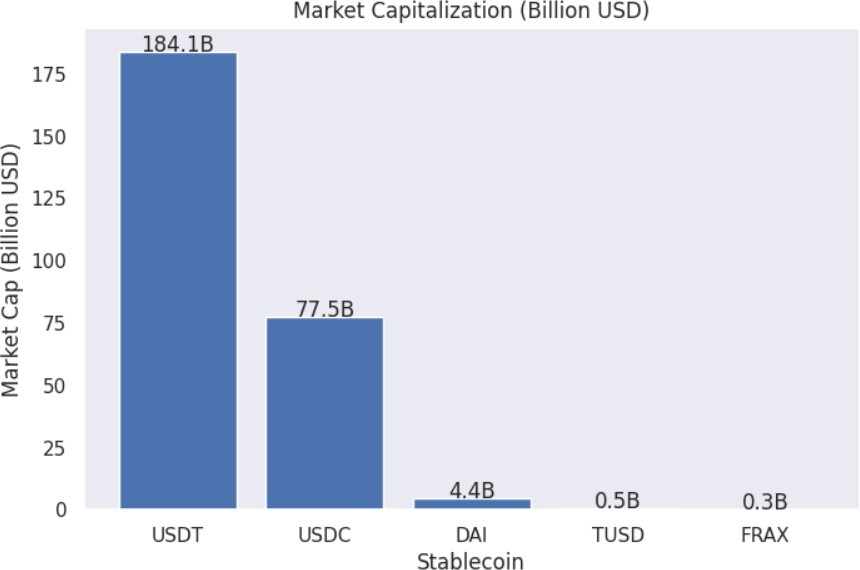 Market Capitalization (Billion USD)
184.1B
175
150
125
100
77.5B
75
50
25
4.4B
0.5B
0.3B
0
Market Cap (Billion USD)
USDT USDC DAI TUSD FRAX
Stablecoin